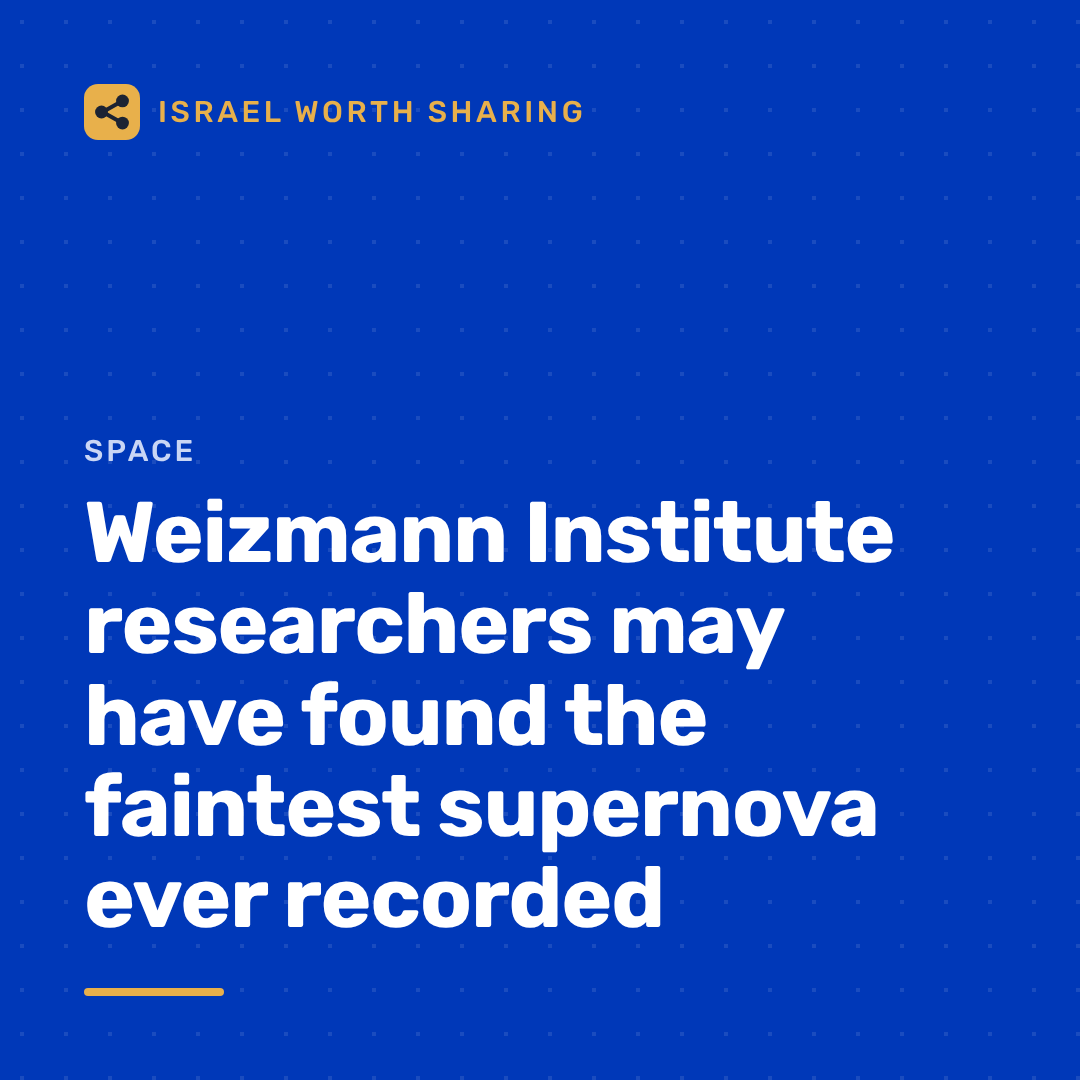 ISRAEL WORTH SHARING
SPACE
Weizmann Institute
researchers may
have found the
faintest supernova
ever recorded